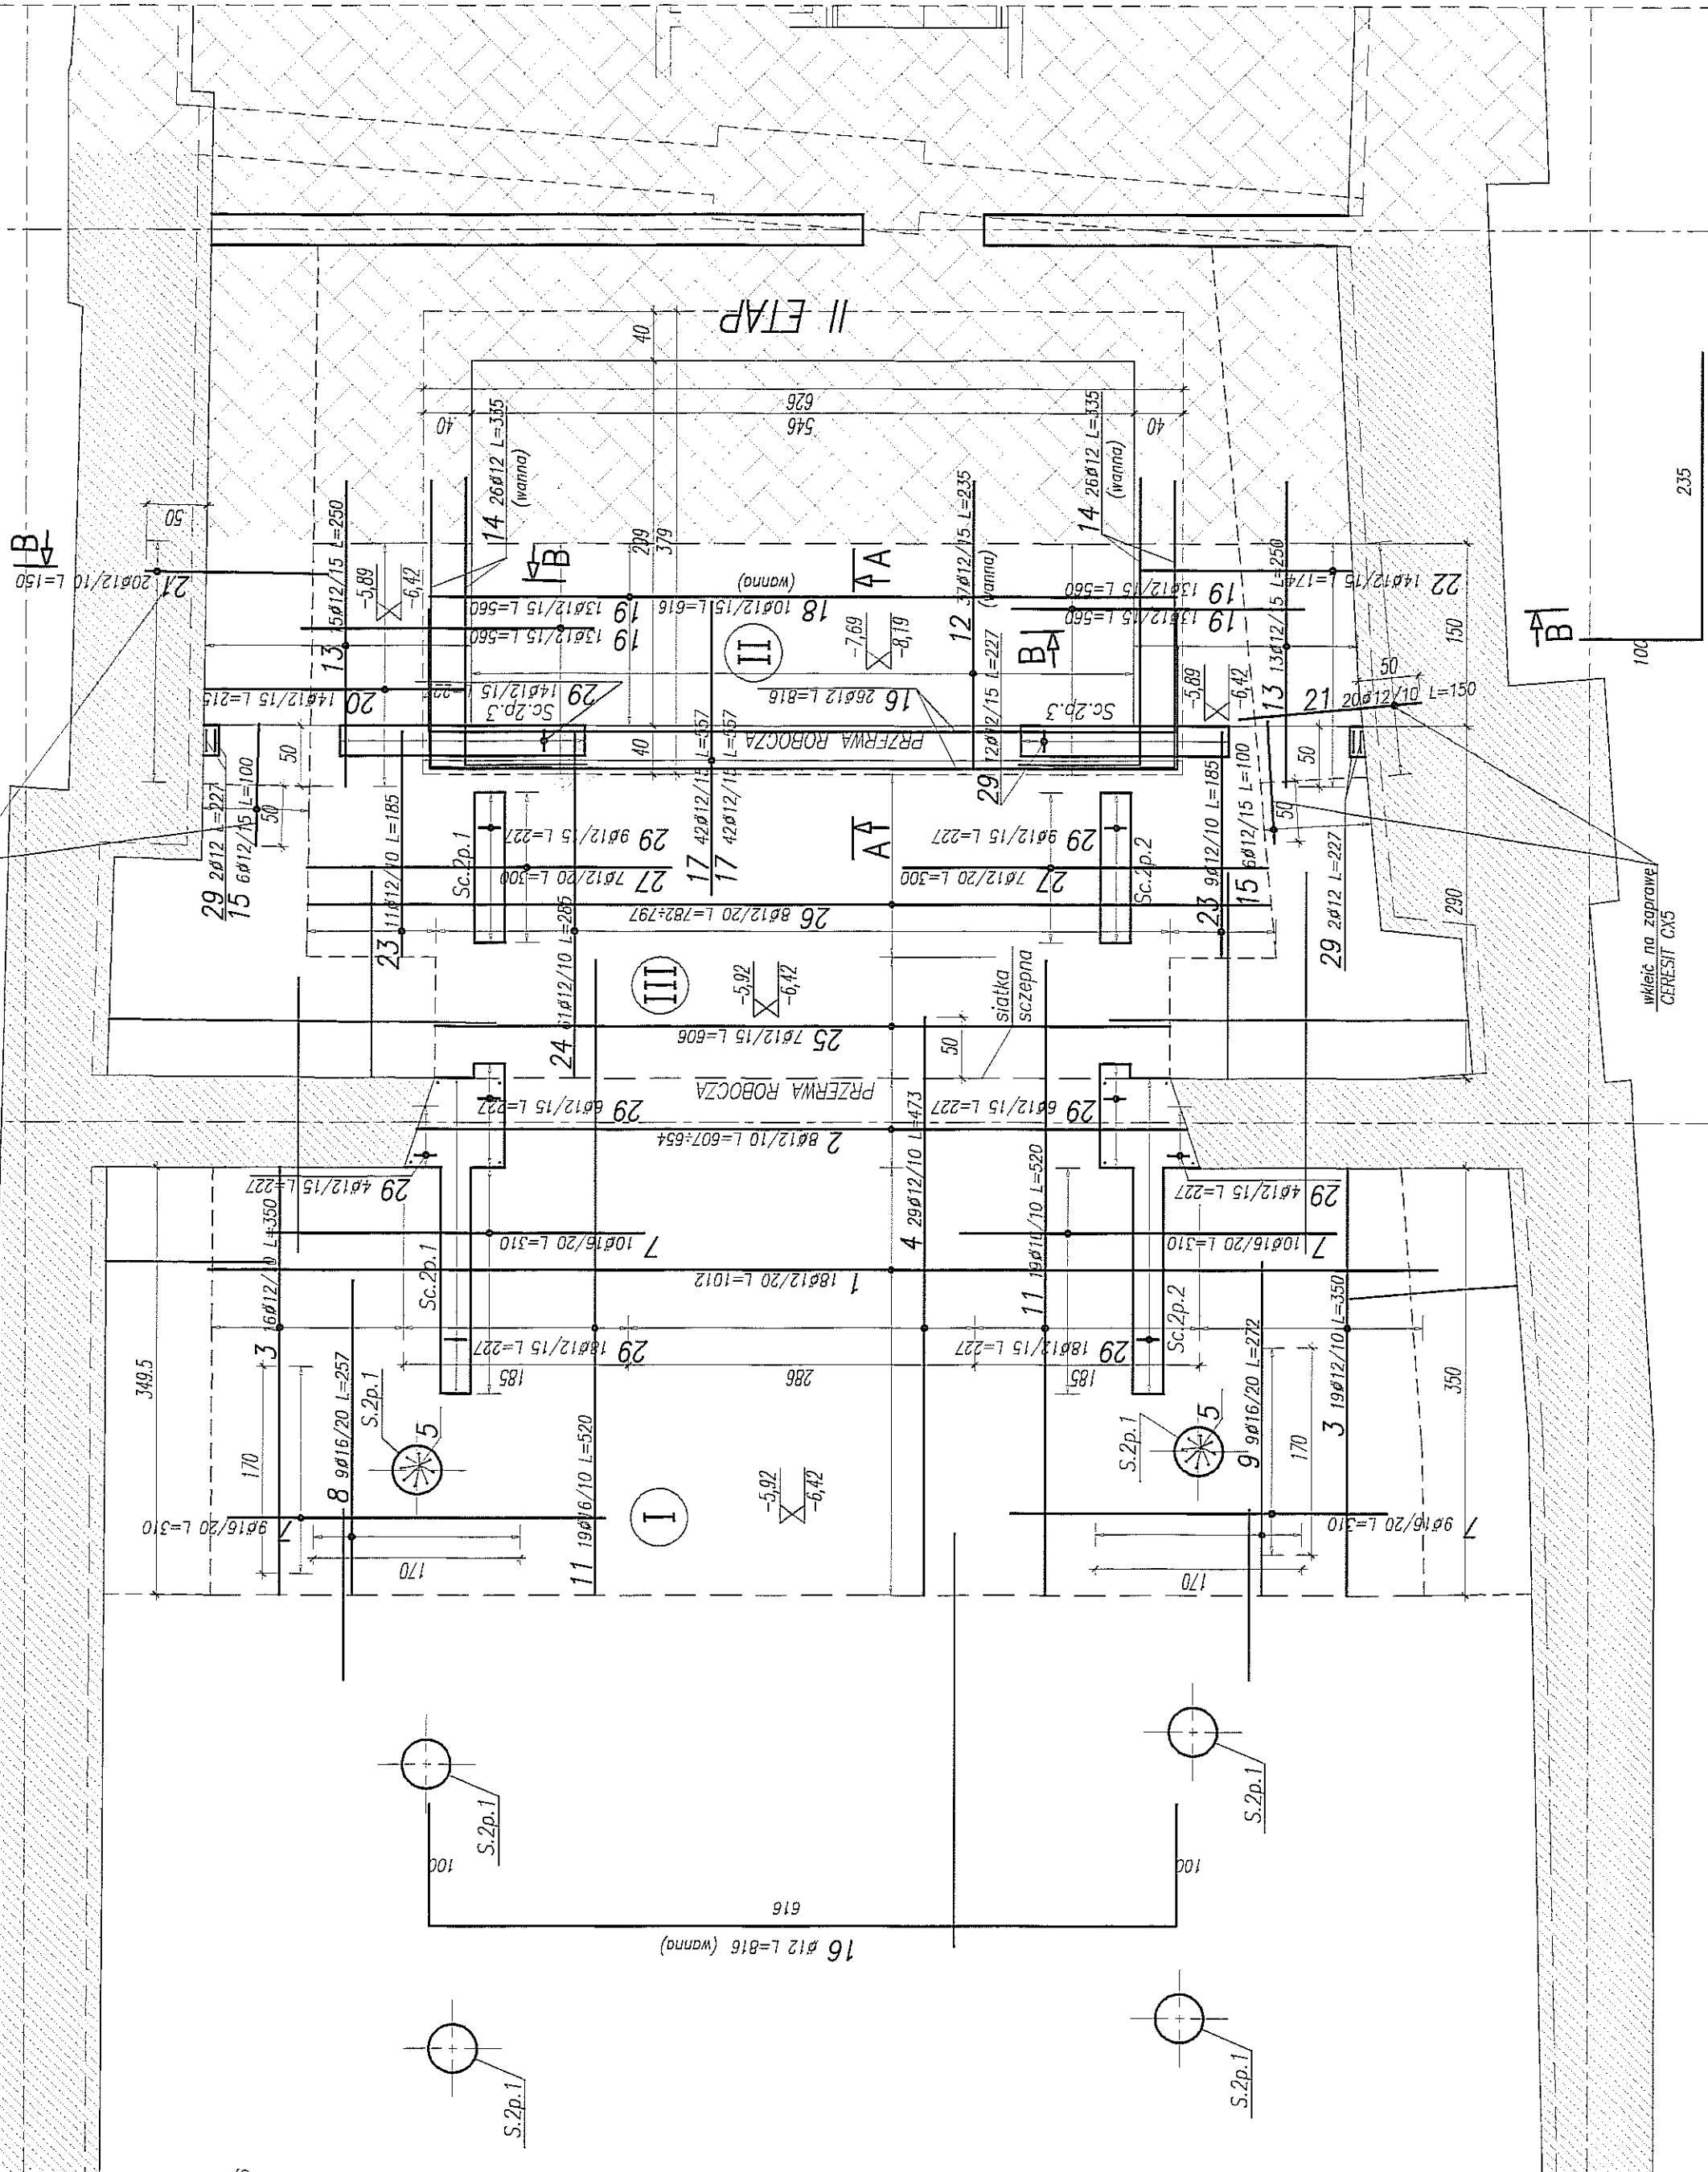 II ETAP
40
626
546
40
40
14 26ø12 L=335
(wanna)
14 26ø12 L=335
(wanna)
50
B
B
21 20ø12/10 L=150
13 15ø12/15 L=250
-5,89
-6,42
299
379
18 10ø12/15 L=616
(wanna)
A
19 13ø12/15 L=560
19 13ø12/15 L=560
19 13ø12/15 L=560
19 13ø12/15 L=560
12 37ø12/15 L=235
(wanna)
22 14ø12/15 L=174
235
II
-7,69
-8,19
B
B
100
150
50
20 14ø12/15 L=215
29 14ø12/15
Sc.2p.3
16 26ø12 L=816
Sc.2p.3
-5,89
-6,42
13 13ø12/15 L=250
21 20ø12/10 L=150
40
PRZERWA ROBOCZA
29 12ø12/15 L=227
50
50
50
50
29 2ø12 L=227
15 6ø12/15 L=100
23 11ø12/10 L=185
Sc.2p.1
29 9ø12/15 L=227
17 42ø12/15 L=557
17 42ø12/15 L=557
A
29 9ø12/15 L=227
Sc.2p.2
23 9ø12/10 L=185
15 6ø12/15 L=100
29 2ø12 L=227
27 7ø12/20 L=300
27 7ø12/20 L=300
26 8ø12/20 L=782÷797
290
wkleić na zaprawę
CERESIT CX5
III
-5,92
-6,42
siatka
sczepna
24 61ø12/10 L=285
25 7ø12/15 L=606
50
PRZERWA ROBOCZA
29 6ø12/15 L=227
29 6ø12/15 L=227
2 8ø12/10 L=607÷654
29 4ø12/15 L=227
29 4ø12/15 L=227
4 29ø12/10 L=473
7 10ø16/20 L=310
7 10ø16/20 L=310
1 18ø12/20 L=1012
3 16ø12/10 L=350
Sc.2p.1
11 19ø16/10 L=520
Sc.2p.2
29 18ø12/15 L=227
29 18ø12/15 L=227
349.5
185
286
185
350
8 9ø16/20 L=257
S.2p.1
5
11 19ø16/10 L=520
S.2p.1
5
9 9ø16/20 L=272
3 19ø12/10 L=350
170
170
7 9ø16/20 L=310
I
-5,92
-6,42
7 9ø16/20 L=310
170
170
S.2p.1
S.2p.1
100
100
616
16 ø12 L=816 (wanna)
S.2p.1
S.2p.1